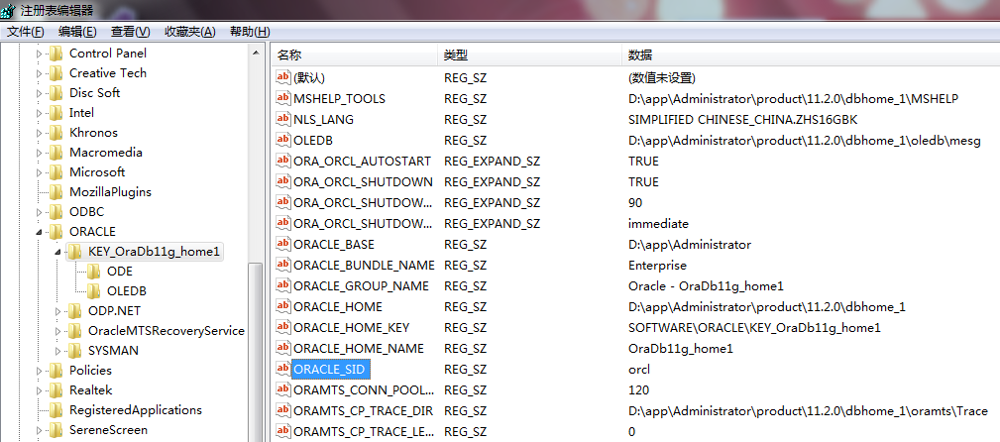 注册表编辑器
文件(F) 编辑(E) 查看(V) 收藏夹(A) 帮助(H)
Control Panel
Creative Tech
Disc Soft
Intel
Khronos
Macromedia
Microsoft
MozillaPlugins
ODBC
ORACLE
KEY_OraDb11g_home1
ODE
OLEDB
ODP.NET
OracleMTSRecoveryService
SYSMAN
Policies
Realtek
RegisteredApplications
SereneScreen
名称 类型 数据
(默认) REG_SZ (数值未设置)
MSHELP_TOOLS REG_SZ D:\app\Administrator\product\11.2.0\dbhome_1\MSHELP
NLS_LANG REG_SZ SIMPLIFIED CHINESE_CHINA.ZHS16GBK
OLEDB REG_SZ D:\app\Administrator\product\11.2.0\dbhome_1\oledb\mesg
ORA_ORCL_AUTOSTART REG_EXPAND_SZ TRUE
ORA_ORCL_SHUTDOWN REG_EXPAND_SZ TRUE
ORA_ORCL_SHUTDOW... REG_EXPAND_SZ 90
ORA_ORCL_SHUTDOW... REG_EXPAND_SZ immediate
ORACLE_BASE REG_SZ D:\app\Administrator
ORACLE_BUNDLE_NAME REG_SZ Enterprise
ORACLE_GROUP_NAME REG_SZ Oracle - OraDb11g_home1
ORACLE_HOME REG_SZ D:\app\Administrator\product\11.2.0\dbhome_1
ORACLE_HOME_KEY REG_SZ SOFTWARE\ORACLE\KEY_OraDb11g_home1
ORACLE_HOME_NAME REG_SZ OraDb11g_home1
ORACLE_SID REG_SZ orcl
ORAMTS_CONN_POOL... REG_SZ 120
ORAMTS_CP_TRACE_DIR REG_SZ D:\app\Administrator\product\11.2.0\dbhome_1\oramts\Trace
ORAMTS_CP_TRACE_LE... REG_SZ 0